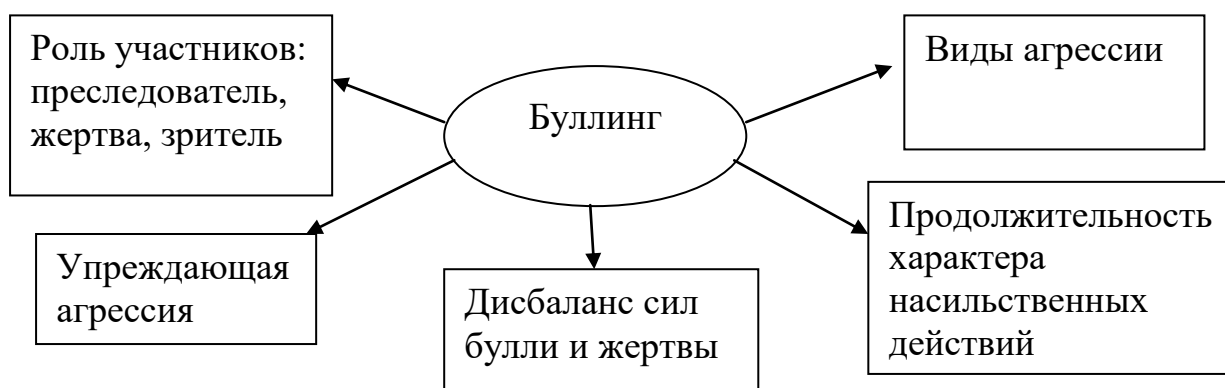 Роль участников:
преследователь,
жертва, зритель
Буллинг
Виды агрессии
Упреждающая
агрессия
Дисбаланс сил
булли и жертвы
Продолжительность
характера
насильственных
действий